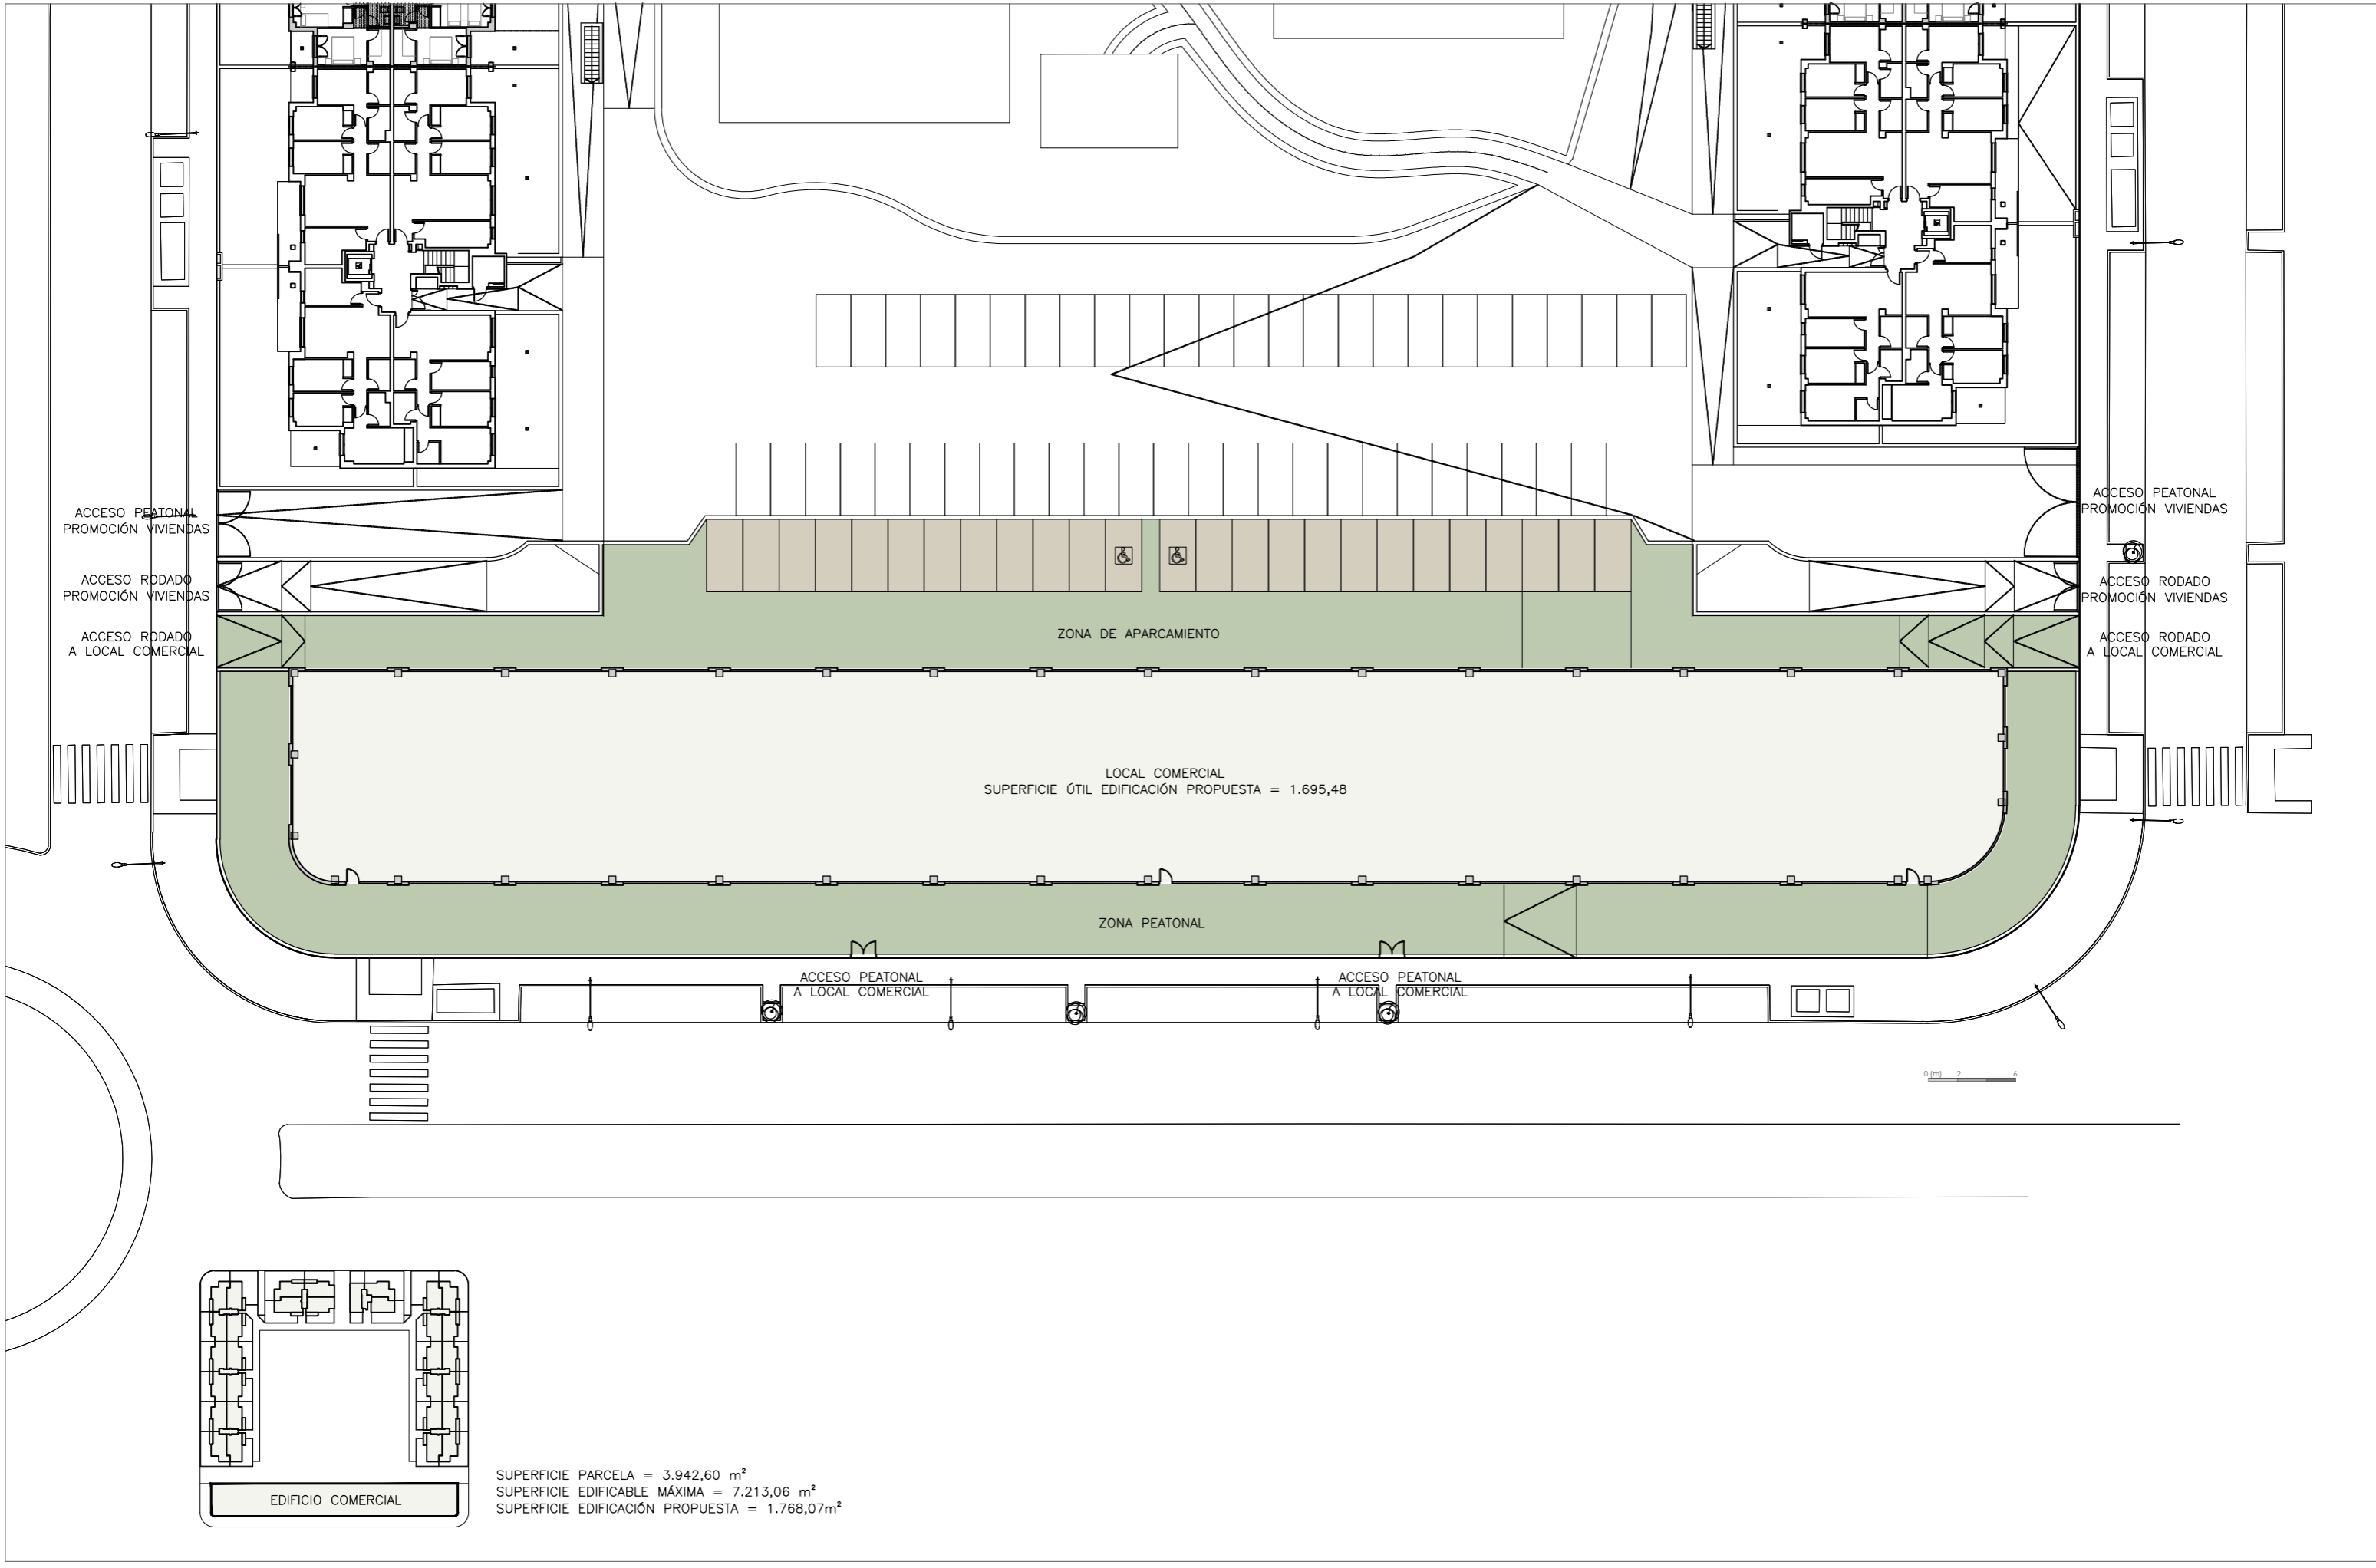 ACCESO PEATONAL
PROMOCIÓN VIVIENDAS
ACCESO PEATONAL
PROMOCIÓN VIVIENDAS
ACCESO RODADO
PROMOCIÓN VIVIENDAS
ACCESO RODADO
PROMOCIÓN VIVIENDAS
ACCESO RODADO
A LOCAL COMERCIAL
ZONA DE APARCAMIENTO
ACCESO RODADO
A LOCAL COMERCIAL
LOCAL COMERCIAL
SUPERFICIE ÚTIL EDIFICACIÓN PROPUESTA = 1.695,48
ZONA PEATONAL
ACCESO PEATONAL
A LOCAL COMERCIAL
ACCESO PEATONAL
A LOCAL COMERCIAL
0 (m) 2 6
EDIFICIO COMERCIAL
SUPERFICIE PARCELA = 3.942,60 m²
SUPERFICIE EDIFICABLE MÁXIMA = 7.213,06 m²
SUPERFICIE EDIFICACIÓN PROPUESTA = 1.768,07m²